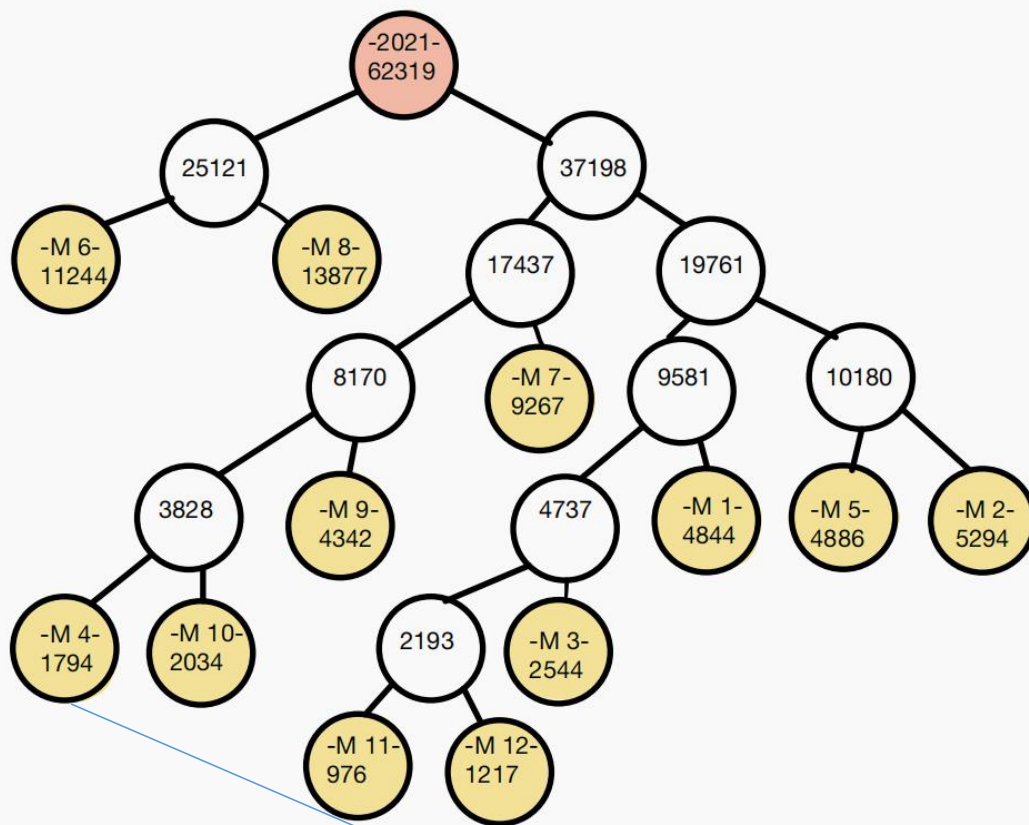 -2021-
62319
25121
37198
-M 6-
11244
-M 8-
13877
17437
19761
8170
-M 7-
9267
9581
10180
3828
-M 9-
4342
4737
-M 1-
4844
-M 5-
4886
-M 2-
5294
-M 4-
1794
-M 10-
2034
2193
-M 3-
2544
-M 11-
976
-M 12-
1217